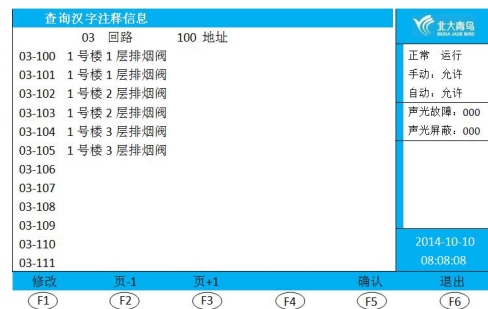 查询汉字注释信息
03 回路 100 地址
03-100 1号楼1层排烟阀
03-101 1号楼1层排烟阀
03-102 1号楼2层排烟阀
03-103 1号楼2层排烟阀
03-104 1号楼3层排烟阀
03-105 1号楼3层排烟阀
03-106
03-107
03-108
03-109
03-110
03-111
北大青鸟
BEIDA JADE BIRD
正常 运行
手动：允许
自动：允许
声光故障：000
声光屏蔽：000
2014-10-10
08:08:08
修改 页-1 页+1 确认 退出
F1 F2 F3 F4 F5 F6